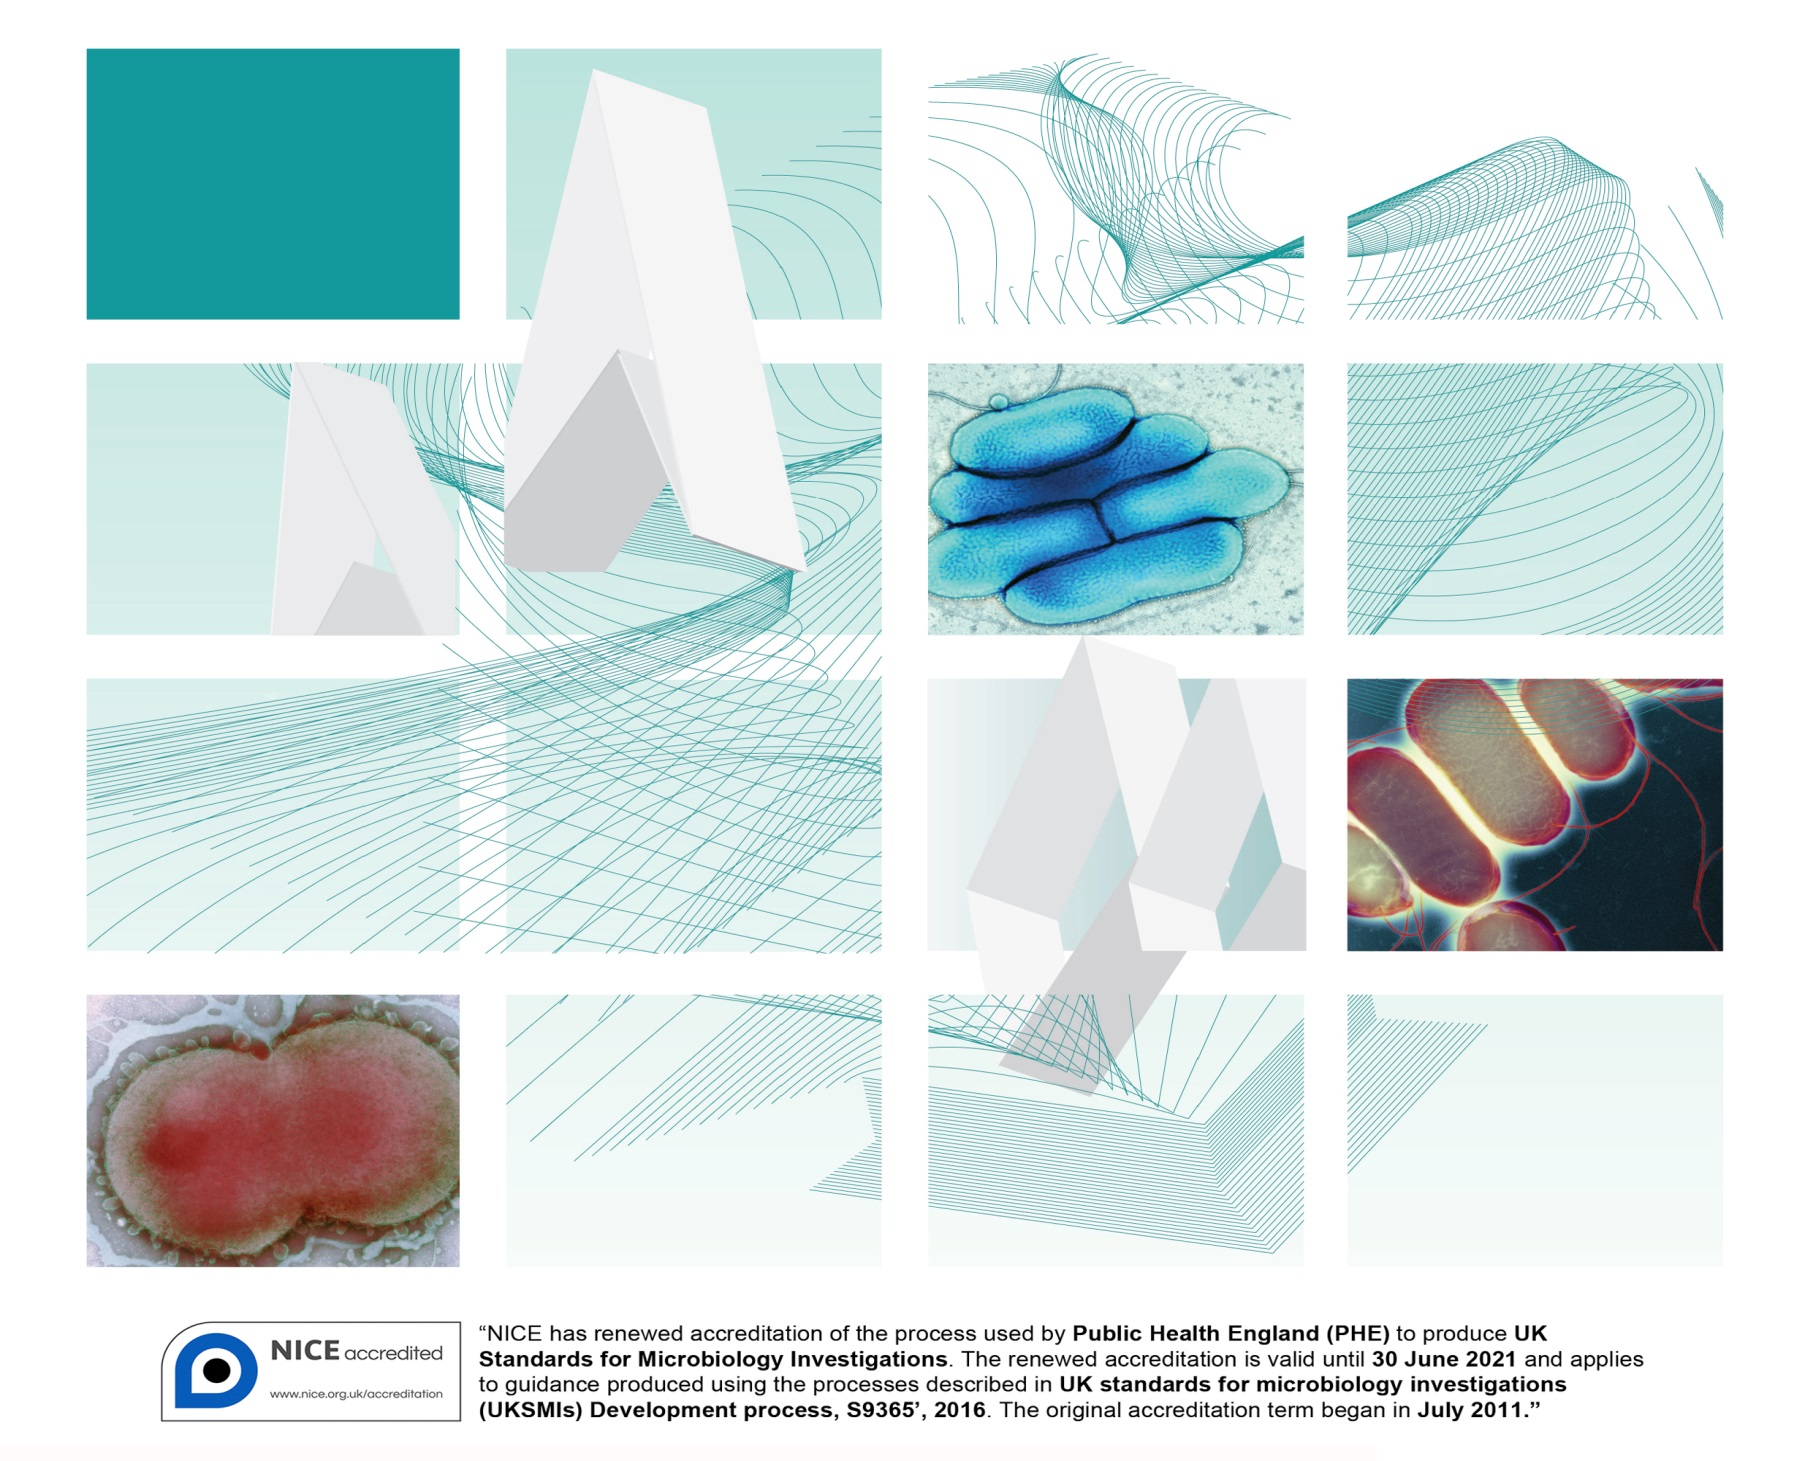 NICE accredited
www.nice.org.uk/accreditation
“NICE has renewed accreditation of the process used by Public Health England (PHE) to produce UK
Standards for Microbiology Investigations. The renewed accreditation is valid until 30 June 2021 and applies
to guidance produced using the processes described in UK standards for microbiology investigations
(UKSMIs) Development process, S9365’, 2016. The original accreditation term began in July 2011.”